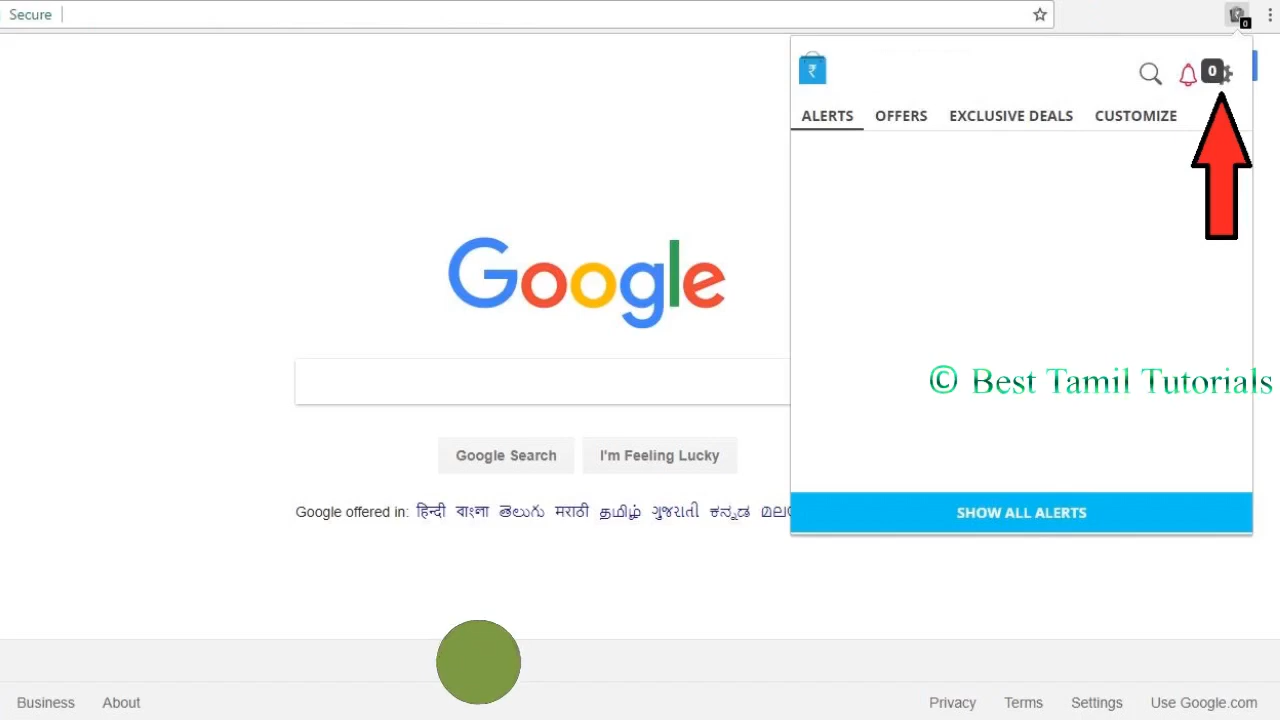 Secure
0
₹
0
ALERTS OFFERS EXCLUSIVE DEALS CUSTOMIZE
Google
© Best Tamil Tutorials
Google Search I'm Feeling Lucky
Google offered in: हिन्दी বাংলা తెలుగు मराठी தமிழ் ગુજરાતી ಕನ್ನಡ
SHOW ALL ALERTS
Business About Privacy Terms Settings Use Google.com